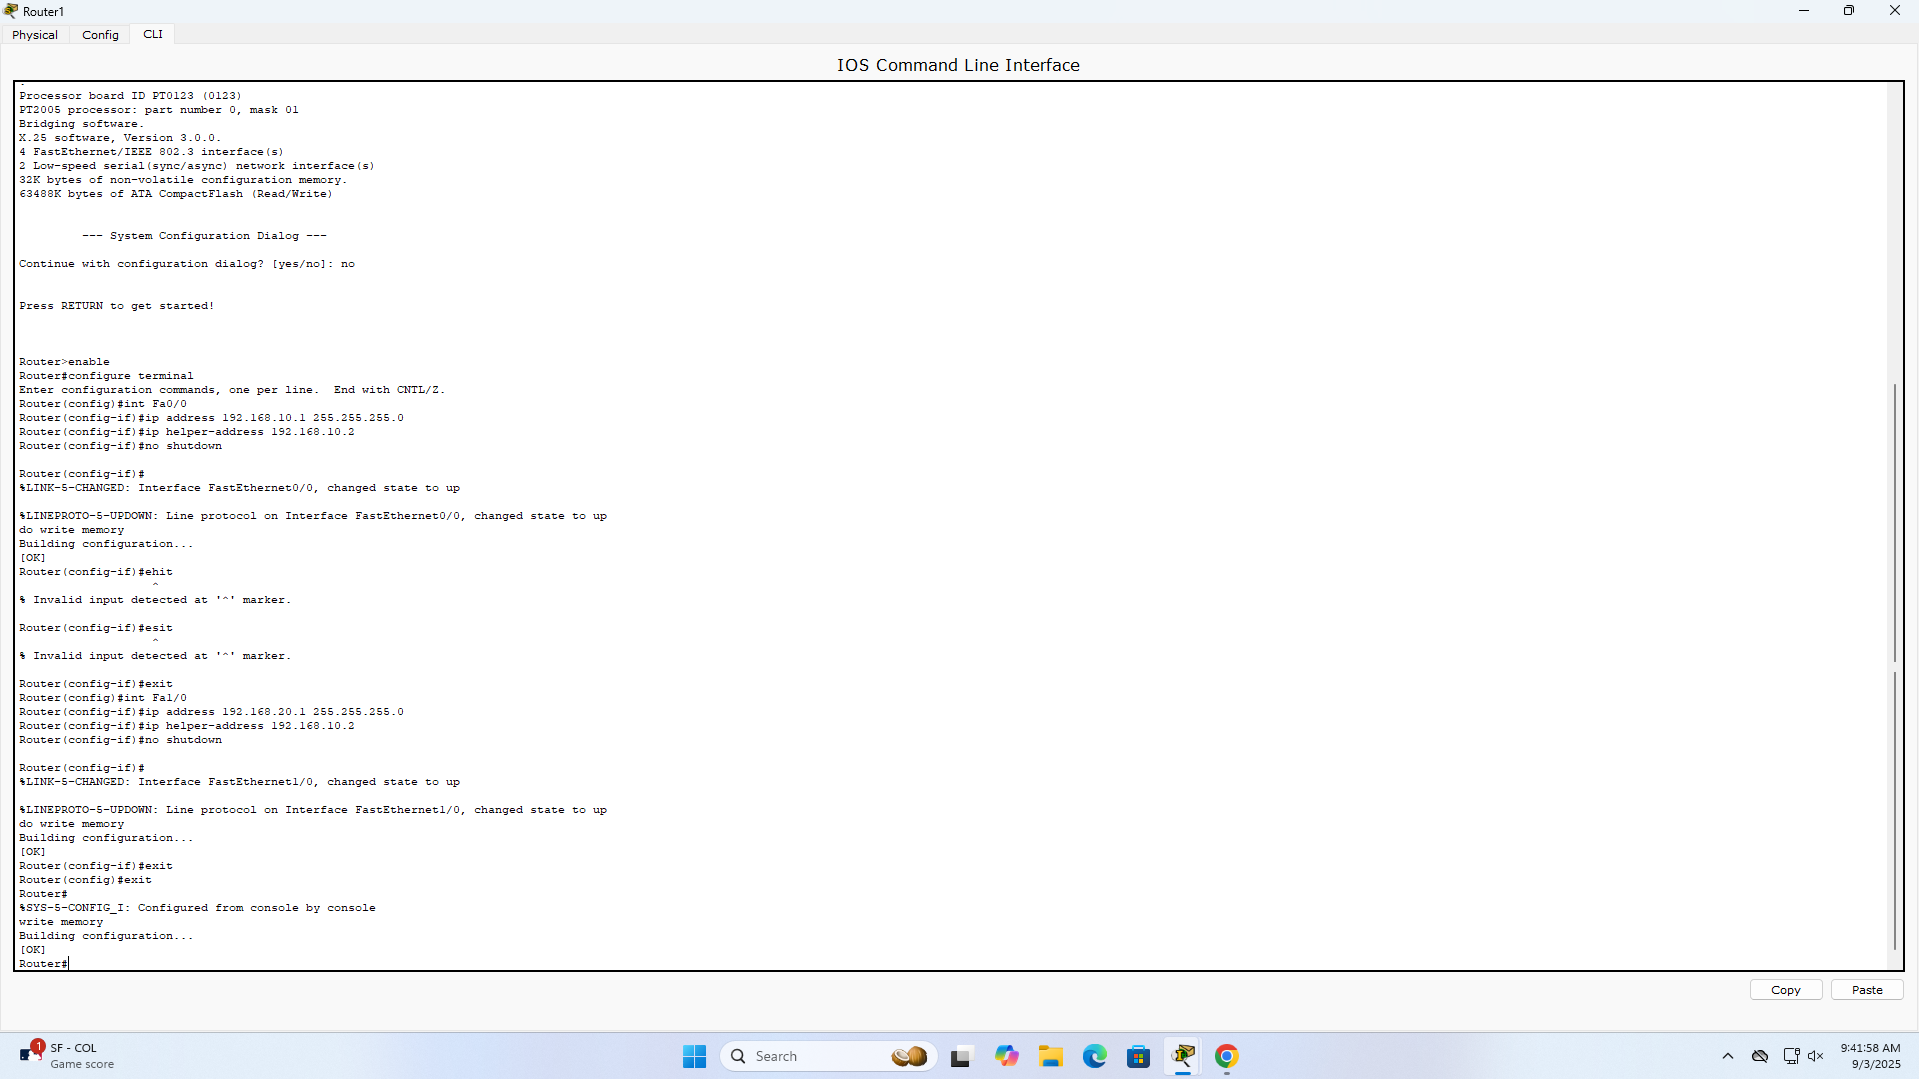 Router1
Physical
Config
CLI
IOS Command Line Interface
Processor board ID PT0123 (0123)
PT2005 processor: part number 0, mask 01
Bridging software.
X.25 software, Version 3.0.0.
4 FastEthernet/IEEE 802.3 interface(s)
2 Low-speed serial(sync/async) network interface(s)
32K bytes of non-volatile configuration memory.
63488K bytes of ATA CompactFlash (Read/Write)
--- System Configuration Dialog ---
Continue with configuration dialog? [yes/no]: no
Press RETURN to get started!
Router>enable
Router#configure terminal
Enter configuration commands, one per line.  End with CNTL/Z.
Router(config)#int Fa0/0
Router(config-if)#ip address 192.168.10.1 255.255.255.0
Router(config-if)#ip helper-address 192.168.10.2
Router(config-if)#no shutdown
Router(config-if)#
%LINK-5-CHANGED: Interface FastEthernet0/0, changed state to up
%LINEPROTO-5-UPDOWN: Line protocol on Interface FastEthernet0/0, changed state to up
do write memory
Building configuration...
[OK]
Router(config-if)#ehit
^
% Invalid input detected at '^' marker.
Router(config-if)#esit
^
% Invalid input detected at '^' marker.
Router(config-if)#exit
Router(config)#int Fa1/0
Router(config-if)#ip address 192.168.20.1 255.255.255.0
Router(config-if)#ip helper-address 192.168.10.2
Router(config-if)#no shutdown
Router(config-if)#
%LINK-5-CHANGED: Interface FastEthernet1/0, changed state to up
%LINEPROTO-5-UPDOWN: Line protocol on Interface FastEthernet1/0, changed state to up
do write memory
Building configuration...
[OK]
Router(config-if)#exit
Router(config)#exit
Router#
%SYS-5-CONFIG_I: Configured from console by console
write memory
Building configuration...
[OK]
Router#
Copy
Paste
1
SF - COL
Game score
Search
9:41:58 AM
9/3/2025